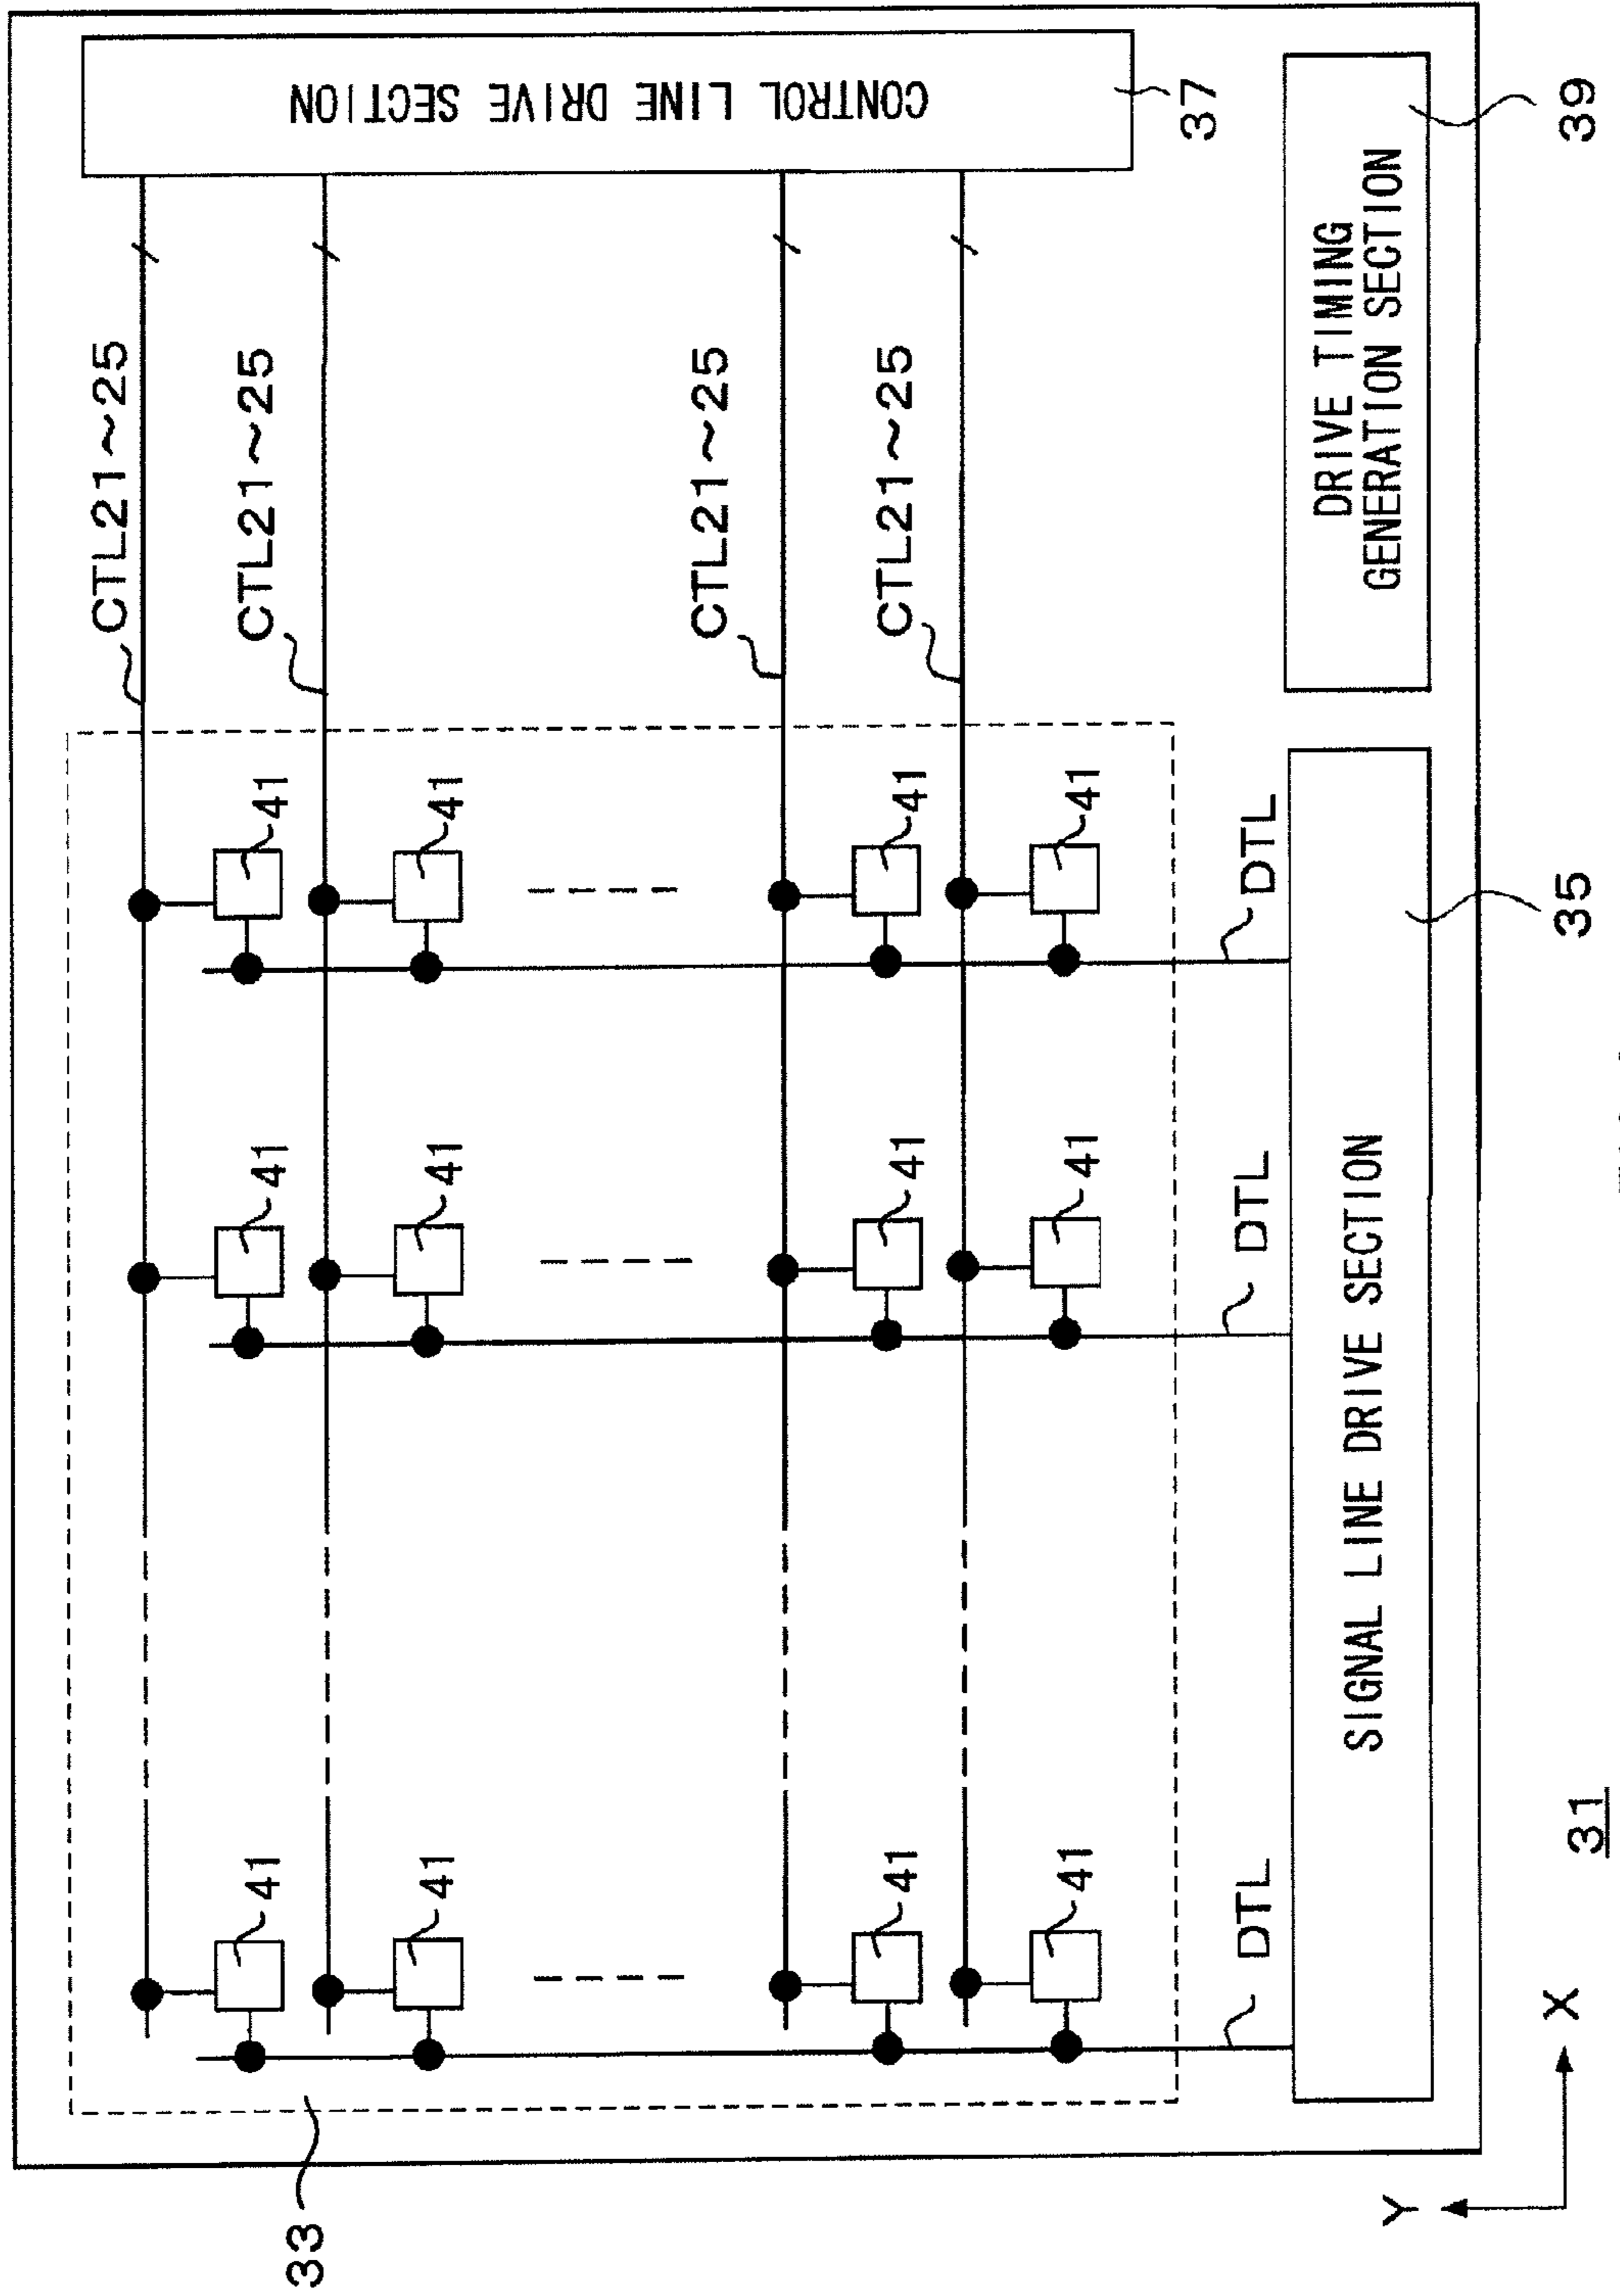 CONTROL LINE DRIVE SECTION
37
CTL21~25
CTL21~25
CTL21~25
CTL21~25
DRIVE TIMING
GENERATION SECTION
39
41
41
41
41
41
41
41
41
41
41
41
41
DTL
DTL
DTL
SIGNAL LINE DRIVE SECTION
35
33
31
Y
X